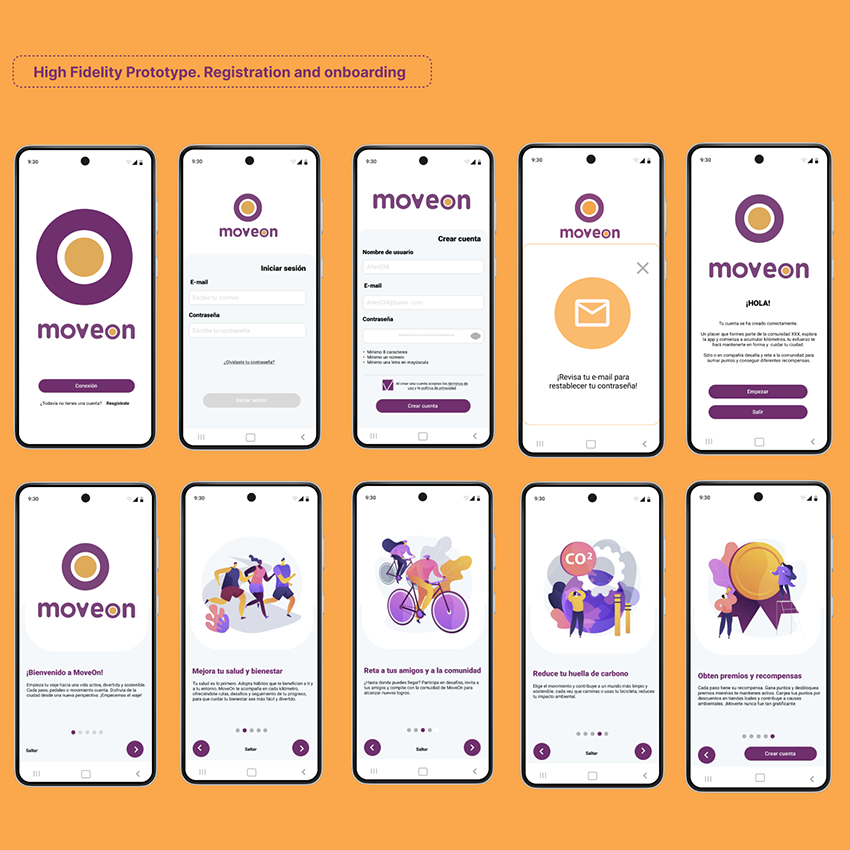 High Fidelity Prototype. Registration and onboarding
9:30
moveon
Conexión
¿Todavía no tienes una cuenta? Regístrate
9:30
moveon
Iniciar sesión
E-mail
Escribe tu correo
Contraseña
Escribe tu contraseña
¿Olvidaste tu contraseña?
Iniciar sesión
9:30
moveon
Crear cuenta
Nombre de usuario
E-mail
Contraseña
• Mínimo 8 caracteres
• Mínimo un número
• Mínimo una letra en mayúscula
Al crear una cuenta aceptas los términos de
uso y la política de privacidad
Crear cuenta
9:30
moveon
¡Revisa tu e-mail para
restablecer tu contraseña!
9:30
moveon
¡HOLA!
Tu cuenta se ha creado correctamente.
Un placer que formes parte de la comunidad XXX, explora
la app y comienza a acumular kilómetros, tu esfuerzo te
hará mantenerte en forma y cuidar tu ciudad.
Sólo o en compañía desafía y reta a la comunidad para
sumar puntos y conseguir diferentes recompensas.
Empezar
Salir
9:30
moveon
¡Bienvenido a MoveOn!
Empieza tu viaje hacia una vida activa, divertida y sostenible.
Cada paso, pedaleo o movimiento cuenta. Disfruta de la
ciudad desde una nueva perspectiva. ¡Empecemos el viaje!
Saltar
9:30
Mejora tu salud y bienestar
Tu salud es lo primero. Adopta hábitos que te beneficien a ti y
a tu entorno. MoveOn te acompaña en cada kilómetro,
ofreciéndote rutas, desafíos y seguimiento de tu progreso,
para que cuidar tu bienestar sea más fácil y divertido.
Saltar
9:30
Reta a tus amigos y a la comunidad
¿Hasta dónde puedes llegar? Participa en desafíos, invita a
tus amigos y compite con la comunidad de MoveOn para
alcanzar nuevos logros.
Saltar
9:30
CO2
Reduce tu huella de carbono
Elige el movimiento y contribuye a un mundo más limpio y
sostenible. cada vez que caminas o usas tu bicicleta, reduces
tu impacto ambiental.
Saltar
9:30
Obten premios y recompensas
Cada paso tiene su recompensa. Gana puntos y desbloquea
premios mientras te mantienes activo. Canjea tus puntos por
descuentos en tiendas locales y contribuye a causas
ambientales. ¡Moverte nunca fue tan gratificante
Crear cuenta